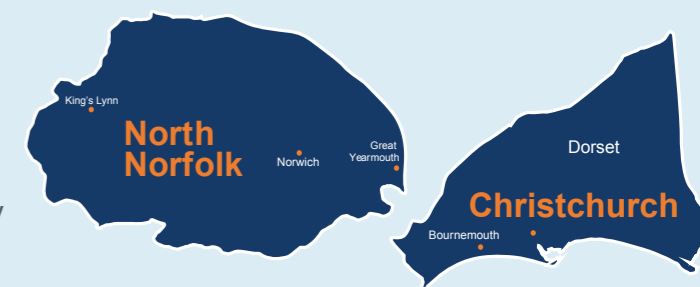 King's Lynn
North
Norfolk
Norwich
Great
Yearmouth
Dorset
Christchurch
Bournemouth
y